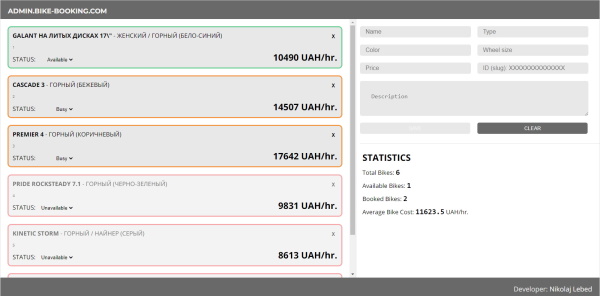 ADMIN.BIKE-BOOKING.COM
GALANT НА ЛИТЫХ ДИСКАХ 17\" - ЖЕНСКИЙ / ГОРНЫЙ (БЕЛО-СИНИЙ) X
1
STATUS: Available 10490 UAH/hr.
CASCADE 3 - ГОРНЫЙ (БЕЖЕВЫЙ) X
2
STATUS: Busy 14507 UAH/hr.
PREMIER 4 - ГОРНЫЙ (КОРИЧНЕВЫЙ) X
3
STATUS: Busy 17642 UAH/hr.
PRIDE ROCKSTEADY 7.1 - ГОРНЫЙ (ЧЕРНО-ЗЕЛЕНЫЙ) X
STATUS: Unavailable 9831 UAH/hr.
KINETIC STORM - ГОРНЫЙ / НАЙНЕР (СЕРЫЙ) X
STATUS: Unavailable 8613 UAH/hr.
Name Type
Color Wheel size
Price ID (slug): XXXXXXXXXXXXXXX
Description
CLEAR
STATISTICS
Total Bikes: 6
Available Bikes: 1
Booked Bikes: 2
Average Bike Cost: 11623.5 UAH/hr.
Developer: Nikolaj Lebed